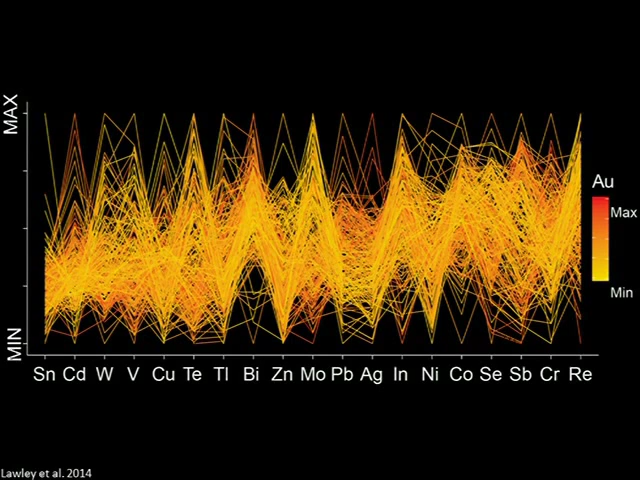 MAX
MIN
Sn Cd W V Cu Te Tl Bi Zn Mo Pb Ag In Ni Co Se Sb Cr Re
Au
Max
Min
Lawley et al. 2014